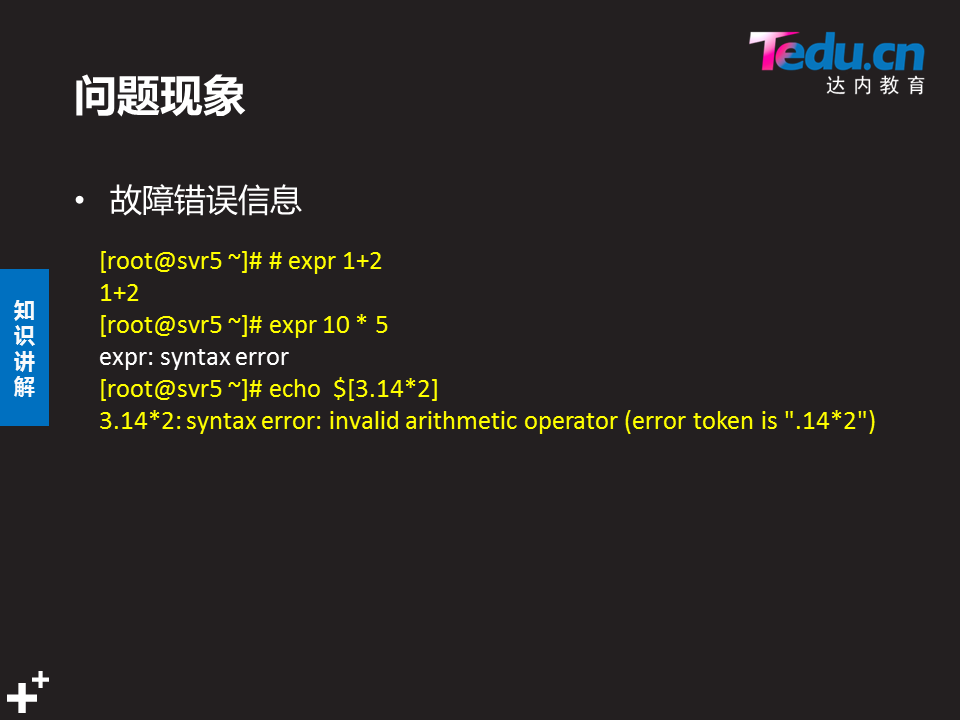 Tedu.cn
达内教育
问题现象
• 故障错误信息
[root@svr5 ~]# # expr 1+2
1+2
[root@svr5 ~]# expr 10 * 5
expr: syntax error
[root@svr5 ~]# echo  $[3.14*2]
3.14*2: syntax error: invalid arithmetic operator (error token is ".14*2")
知识讲解